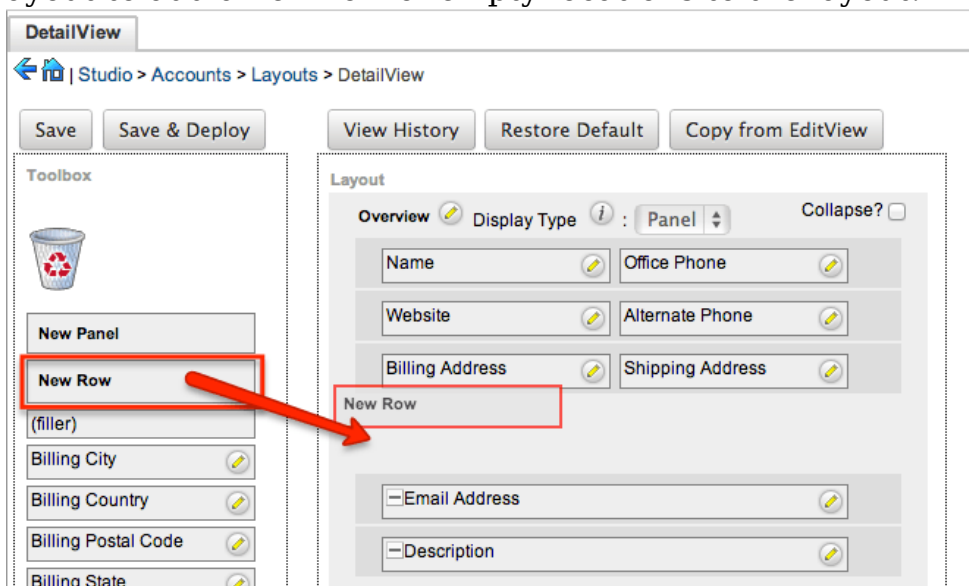 DetailView
| Studio > Accounts > Layouts > DetailView
Save Save & Deploy View History Restore Default Copy from EditView
Toolbox
Layout
Overview Display Type i : Panel Collapse?
Name Office Phone
Website Alternate Phone
Billing Address Shipping Address
New Row
Email Address
Description
New Panel
New Row
(filler)
Billing City
Billing Country
Billing Postal Code
Billing State